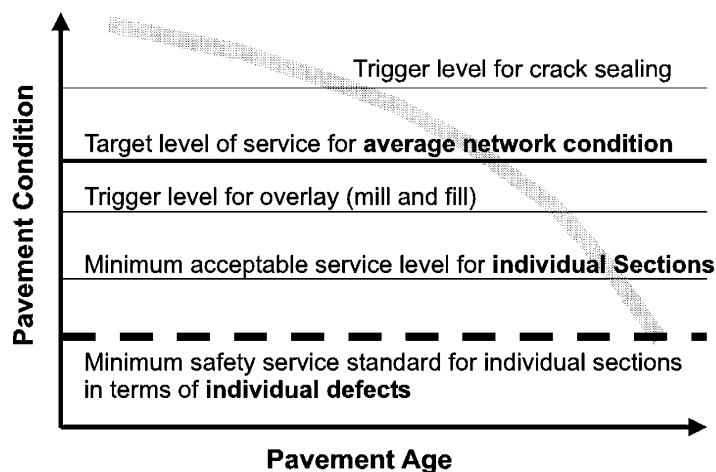 Pavement Condition
Trigger level for crack sealing
Target level of service for average network condition
Trigger level for overlay (mill and fill)
Minimum acceptable service level for individual Sections
Minimum safety service standard for individual sections
in terms of individual defects
Pavement Age